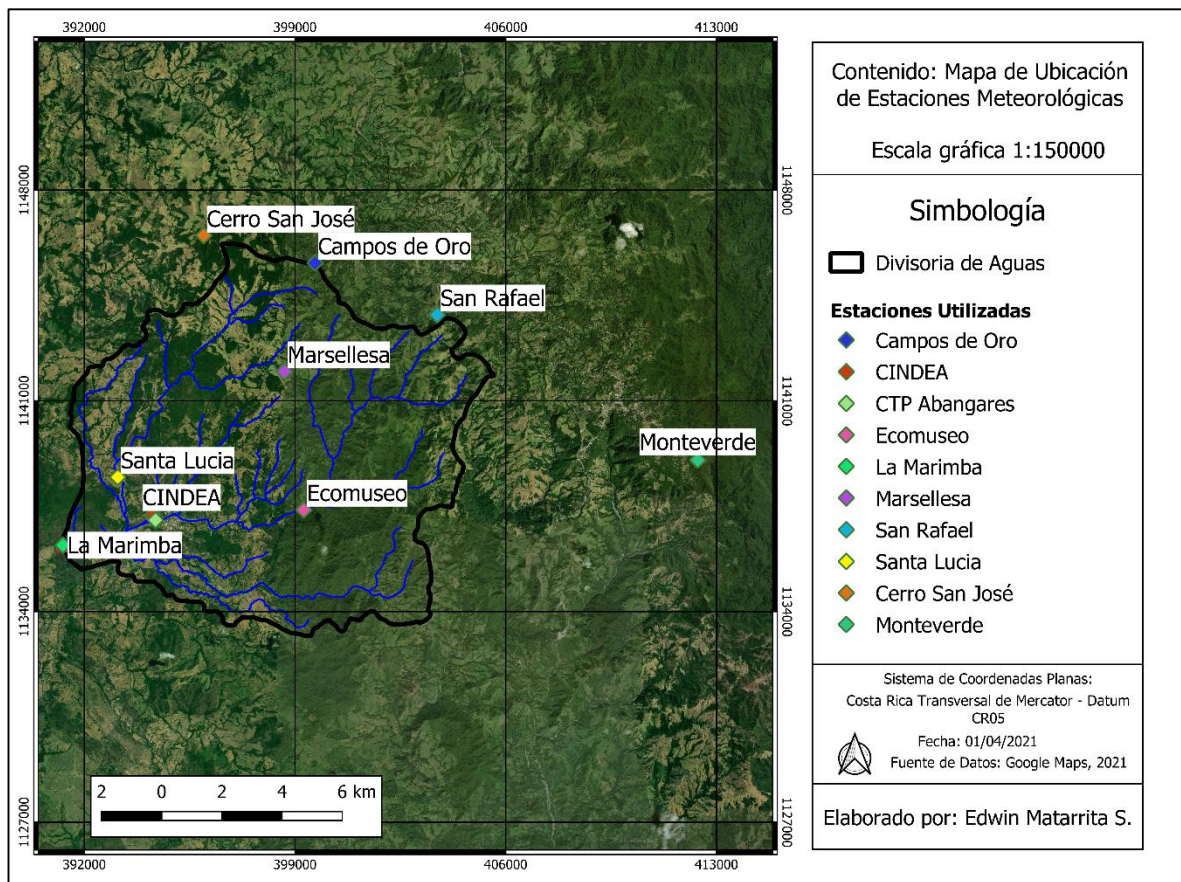 392000 399000 406000 413000
1148000 1148000
Cerro San José
Campos de Oro
San Rafael
Marsellesa
1141000 1141000
Monteverde
Santa Lucia
CINDEA
Ecomuseo
La Marimba
1134000 1134000
2 0 2 4 6 km
1127000 1127000
392000 399000 406000 413000
Contenido: Mapa de Ubicación
de Estaciones Meteorológicas
Escala gráfica 1:150000
Simbología
Divisoria de Aguas
Estaciones Utilizadas
Campos de Oro
CINDEA
CTP Abangares
Ecomuseo
La Marimba
Marsellesa
San Rafael
Santa Lucia
Cerro San José
Monteverde
Sistema de Coordenadas Planas:
Costa Rica Transversal de Mercator - Datum
CR05
Fecha: 01/04/2021
Fuente de Datos: Google Maps, 2021
Elaborado por: Edwin Matarrita S.